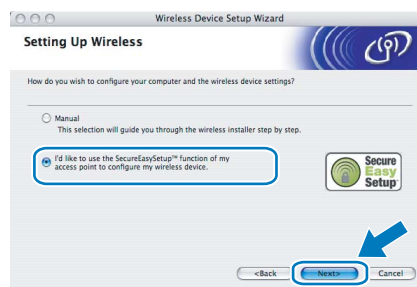 Wireless Device Setup Wizard
Setting Up Wireless
How do you wish to configure your computer and the wireless device settings?
Manual
This selection will guide you through the wireless installer step by step.
I'd like to use the SecureEasySetup™ function of my
access point to configure my wireless device.
Secure
Easy
Setup
<Back Next> Cancel